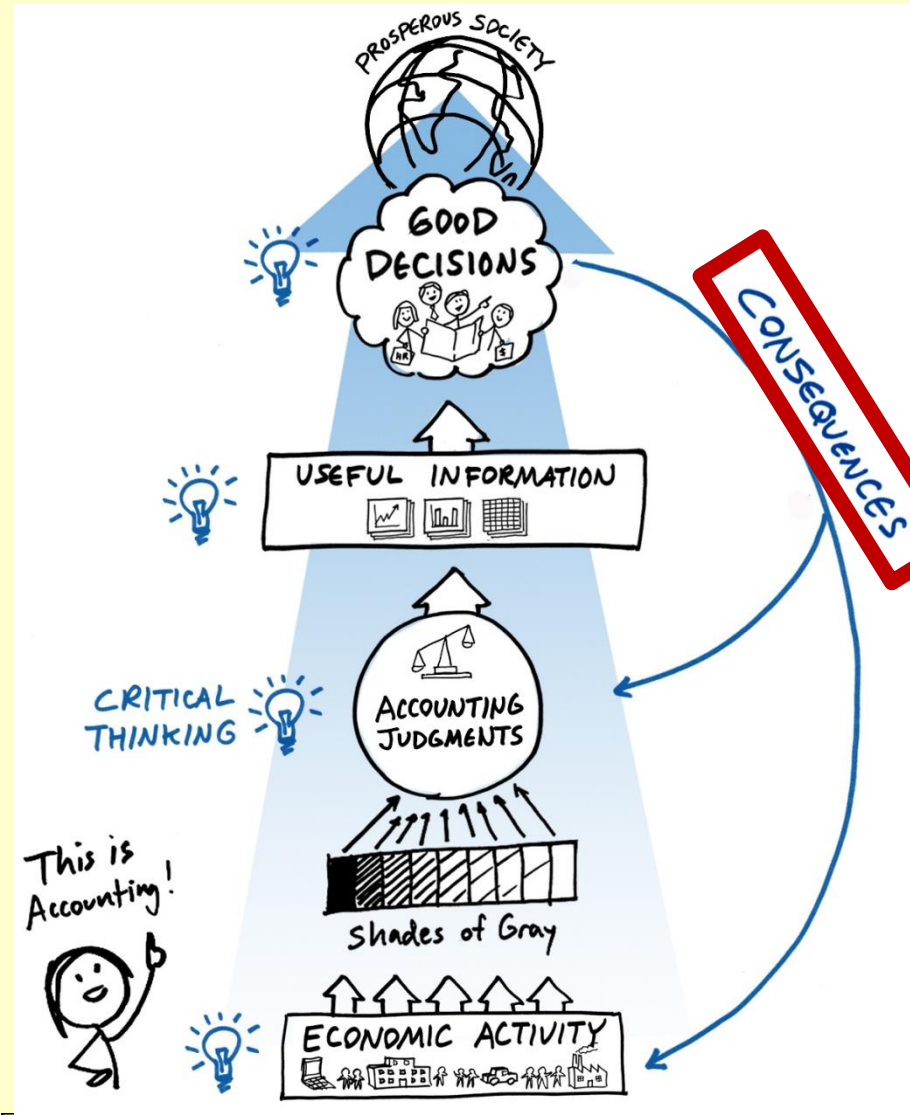 PROSPEROUS SOCIETY
GOOD
DECISIONS
HR
$
CONSEQUENCES
USEFUL INFORMATION
CRITICAL
THINKING
ACCOUNTING
JUDGMENTS
This is
Accounting!
Shades of Gray
ECONOMIC ACTIVITY